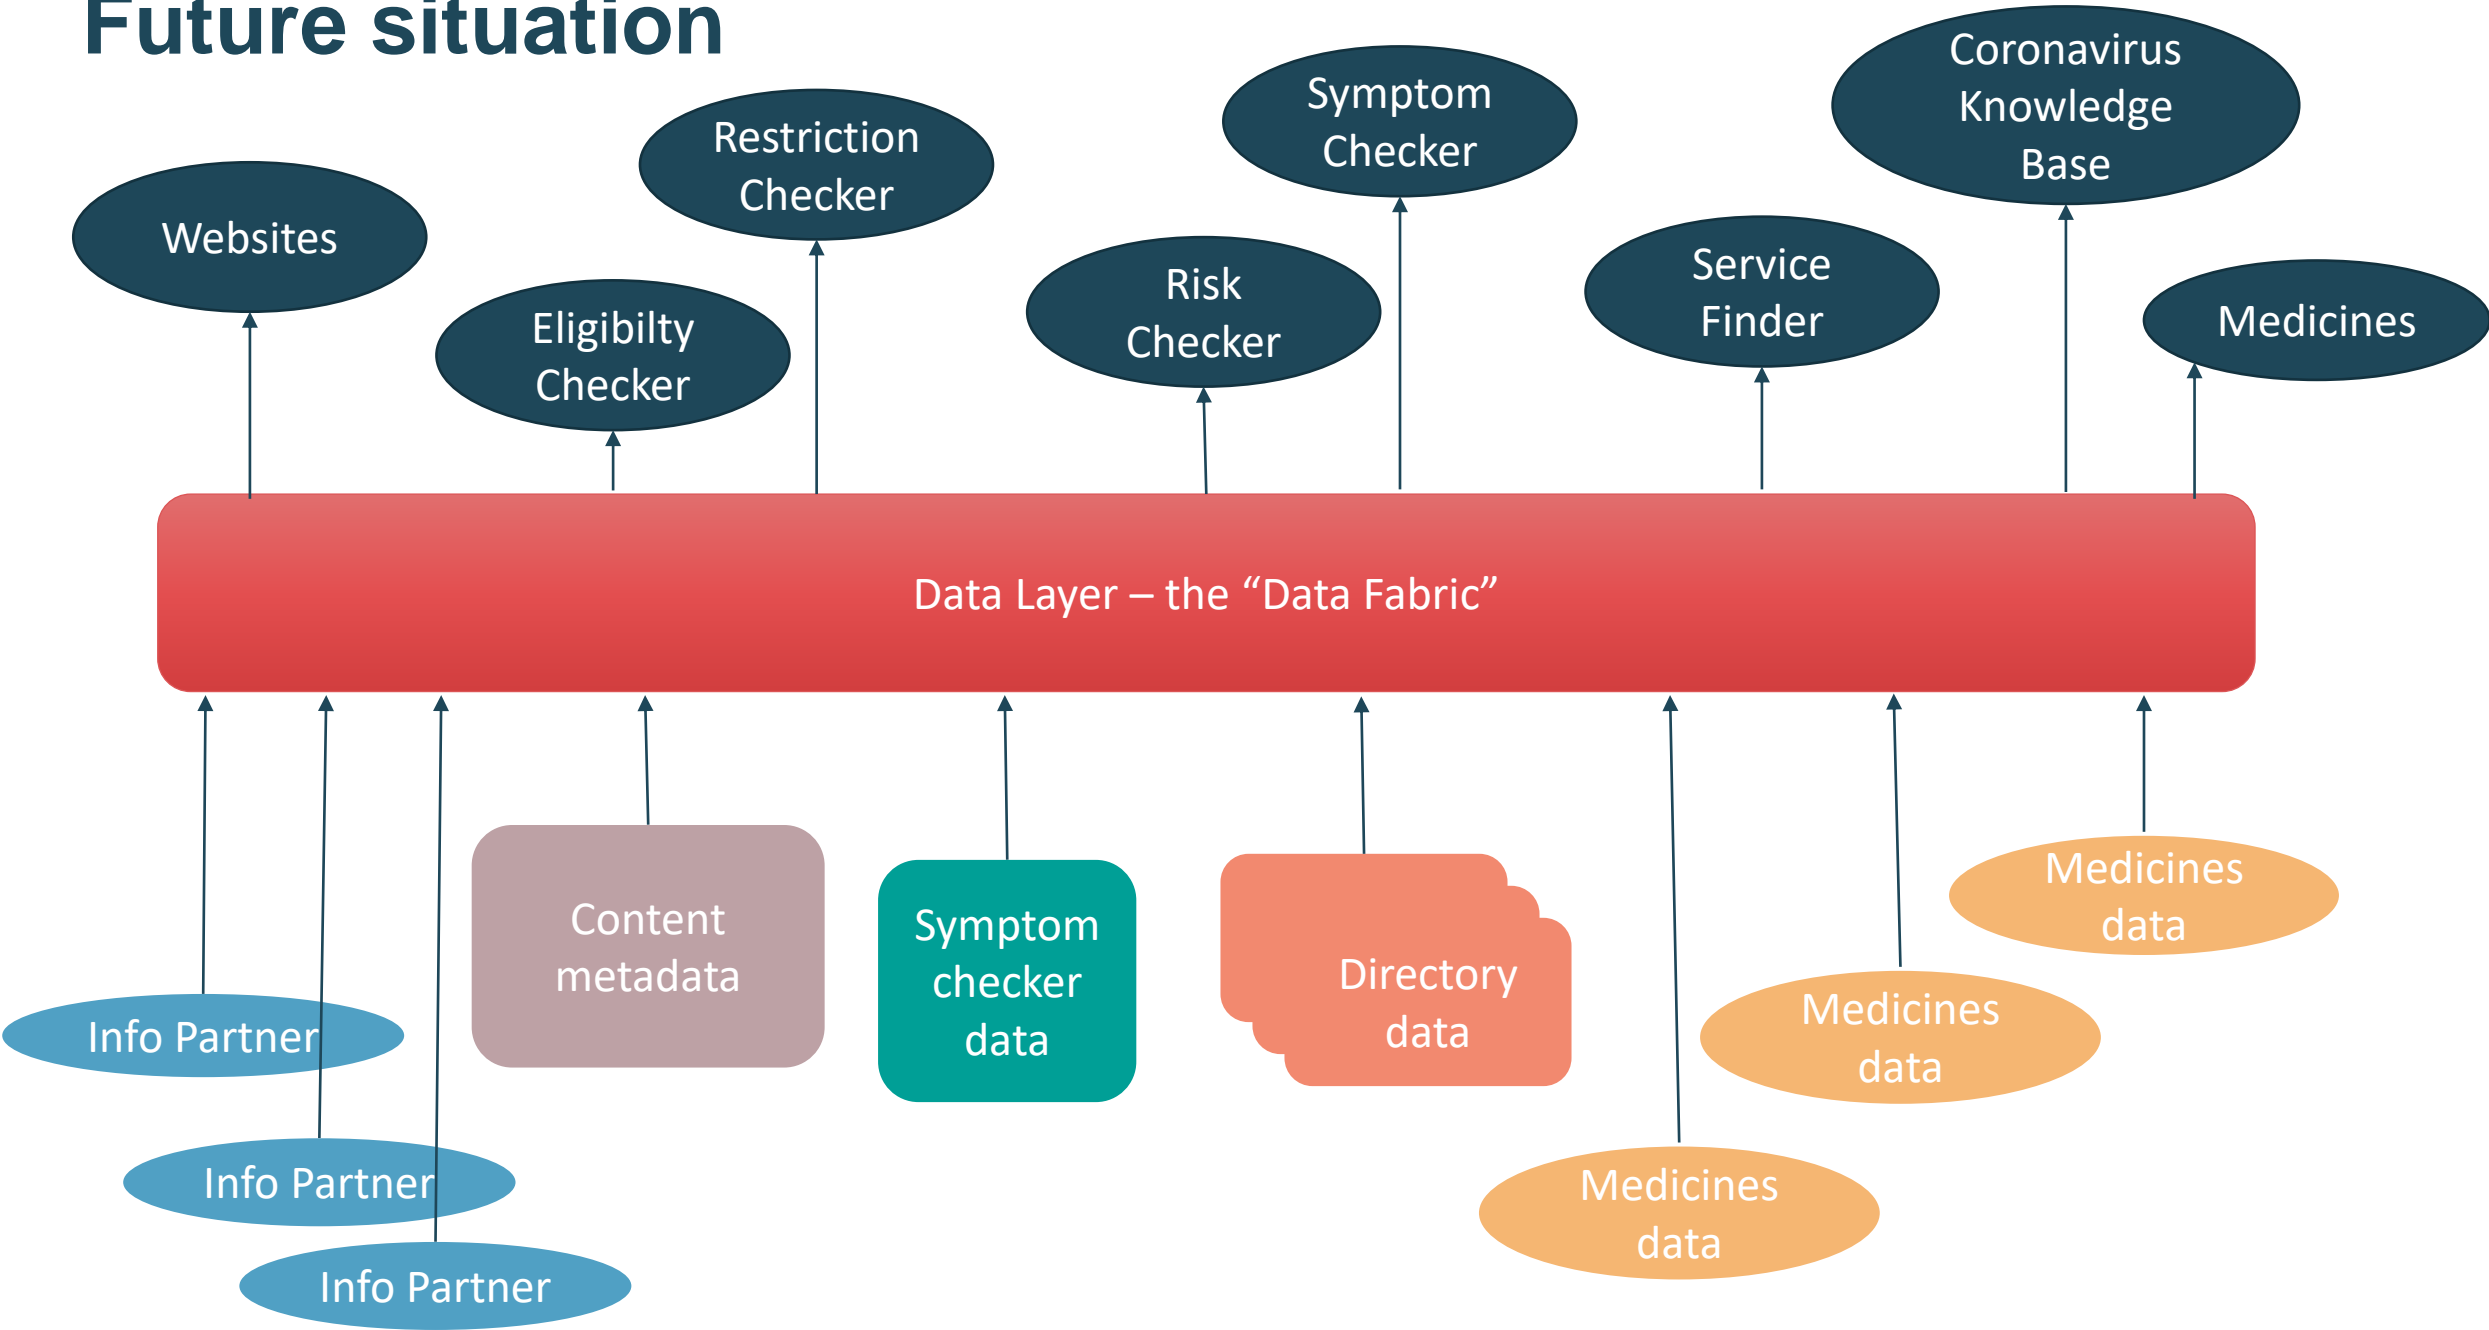 Future situation
Coronavirus
Knowledge
Base
Symptom
Checker
Restriction
Checker
Websites
Risk
Checker
Service
Finder
Medicines
Eligibilty
Checker
Data Layer – the “Data Fabric”
Content
metadata
Symptom
checker
data
Directory
data
Medicines
data
Medicines
data
Medicines
data
Info Partner
Info Partner
Info Partner